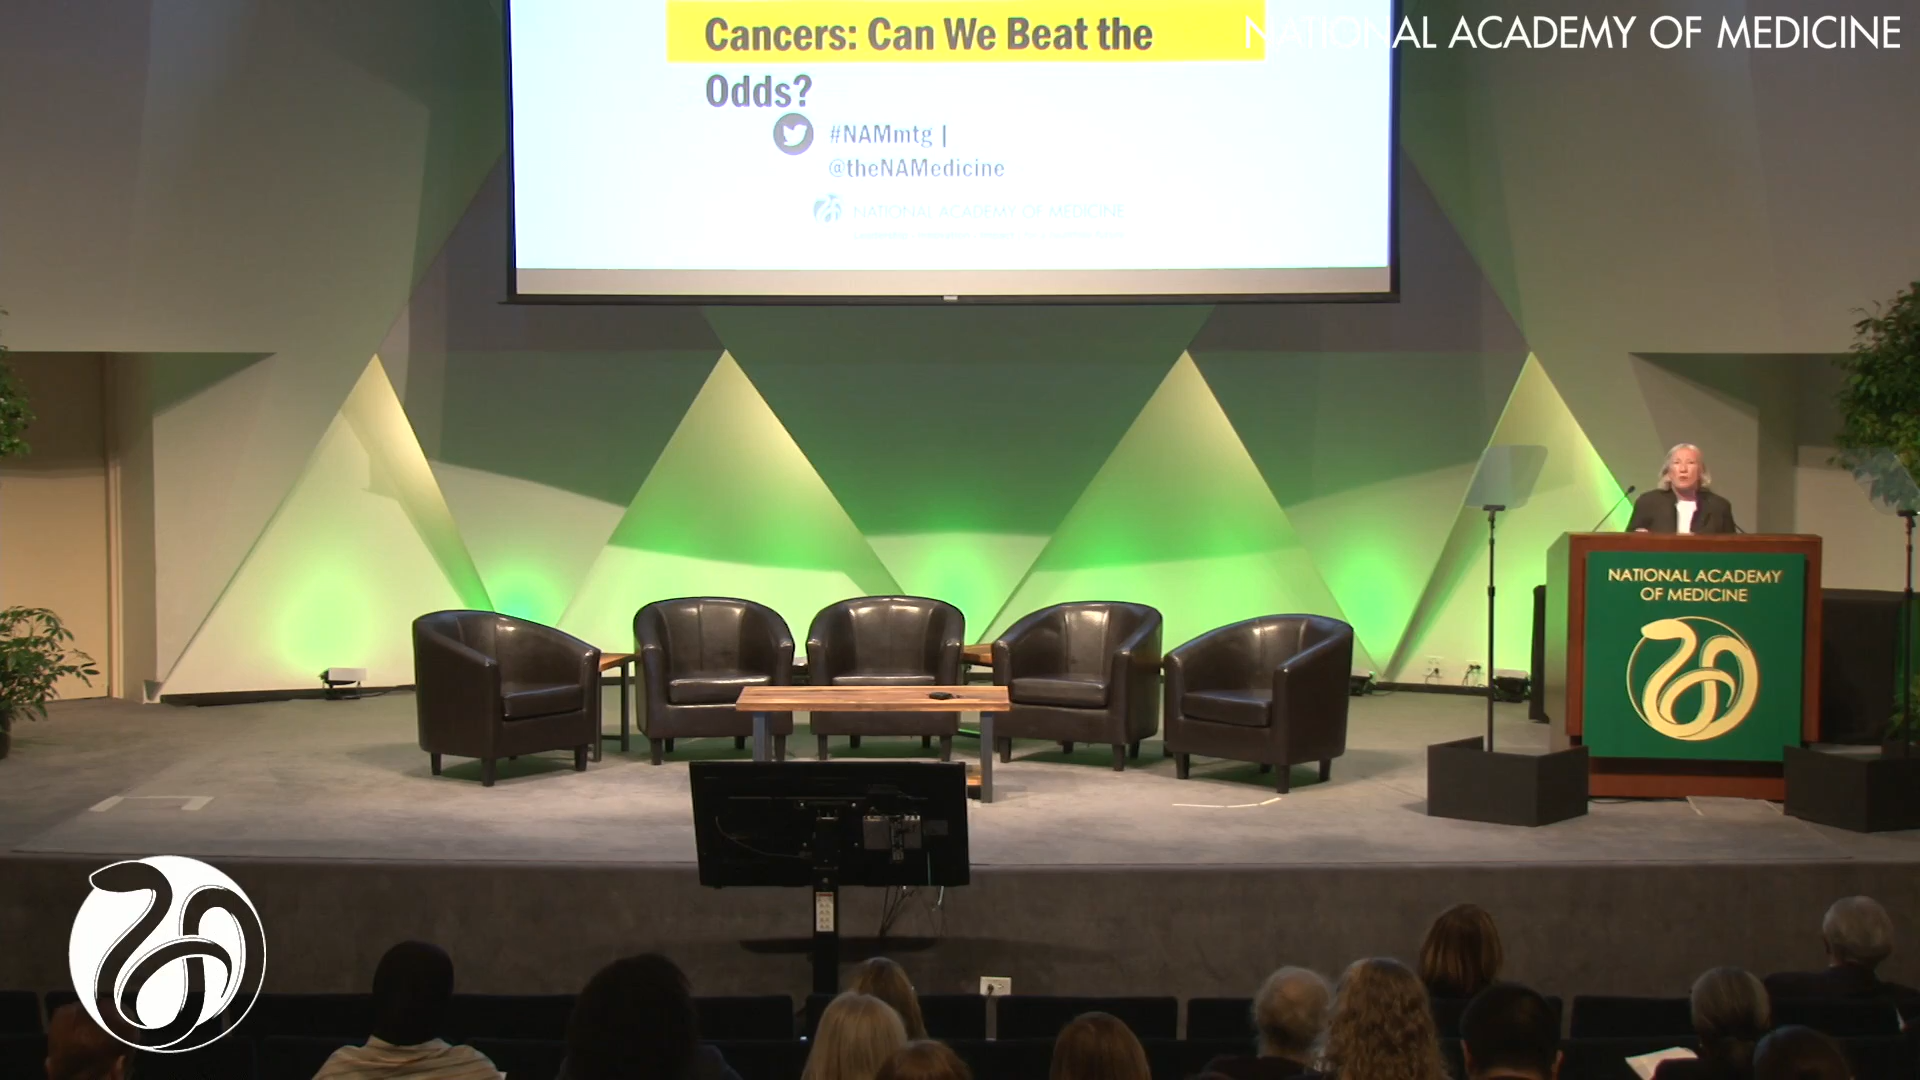 Cancers: Can We Beat the
Odds?
#NAMmtg |
@theNAMedicine
NATIONAL ACADEMY OF MEDICINE
NATIONAL ACADEMY OF MEDICINE
NATIONAL ACADEMY
OF MEDICINE